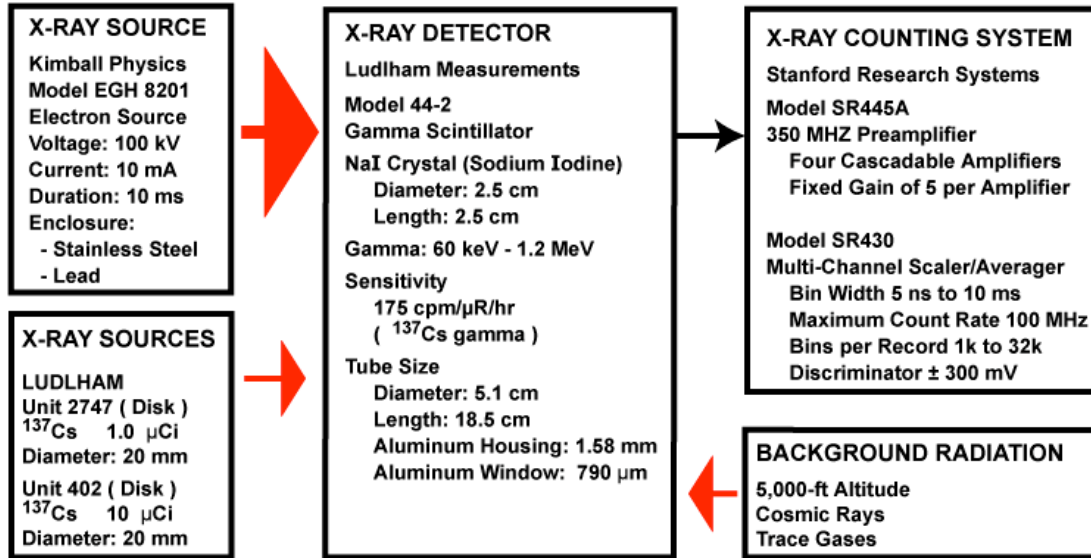 X-RAY SOURCE
Kimball Physics
Model EGH 8201
Electron Source
Voltage: 100 kV
Current: 10 mA
Duration: 10 ms
Enclosure:
- Stainless Steel
- Lead
X-RAY SOURCES
LUDLHAM
Unit 2747 ( Disk )
¹³⁷Cs 1.0 µCi
Diameter: 20 mm
Unit 402 ( Disk )
¹³⁷Cs 10 µCi
Diameter: 20 mm
X-RAY DETECTOR
Ludlham Measurements
Model 44-2
Gamma Scintillator
NaI Crystal (Sodium Iodine)
Diameter: 2.5 cm
Length: 2.5 cm
Gamma: 60 keV - 1.2 MeV
Sensitivity
175 cpm/µR/hr
( ¹³⁷Cs gamma )
Tube Size
Diameter: 5.1 cm
Length: 18.5 cm
Aluminum Housing: 1.58 mm
Aluminum Window: 790 µm
X-RAY COUNTING SYSTEM
Stanford Research Systems
Model SR445A
350 MHZ Preamplifier
Four Cascadable Amplifiers
Fixed Gain of 5 per Amplifier
Model SR430
Multi-Channel Scaler/Averager
Bin Width 5 ns to 10 ms
Maximum Count Rate 100 MHz
Bins per Record 1k to 32k
Discriminator ± 300 mV
BACKGROUND RADIATION
5,000-ft Altitude
Cosmic Rays
Trace Gases